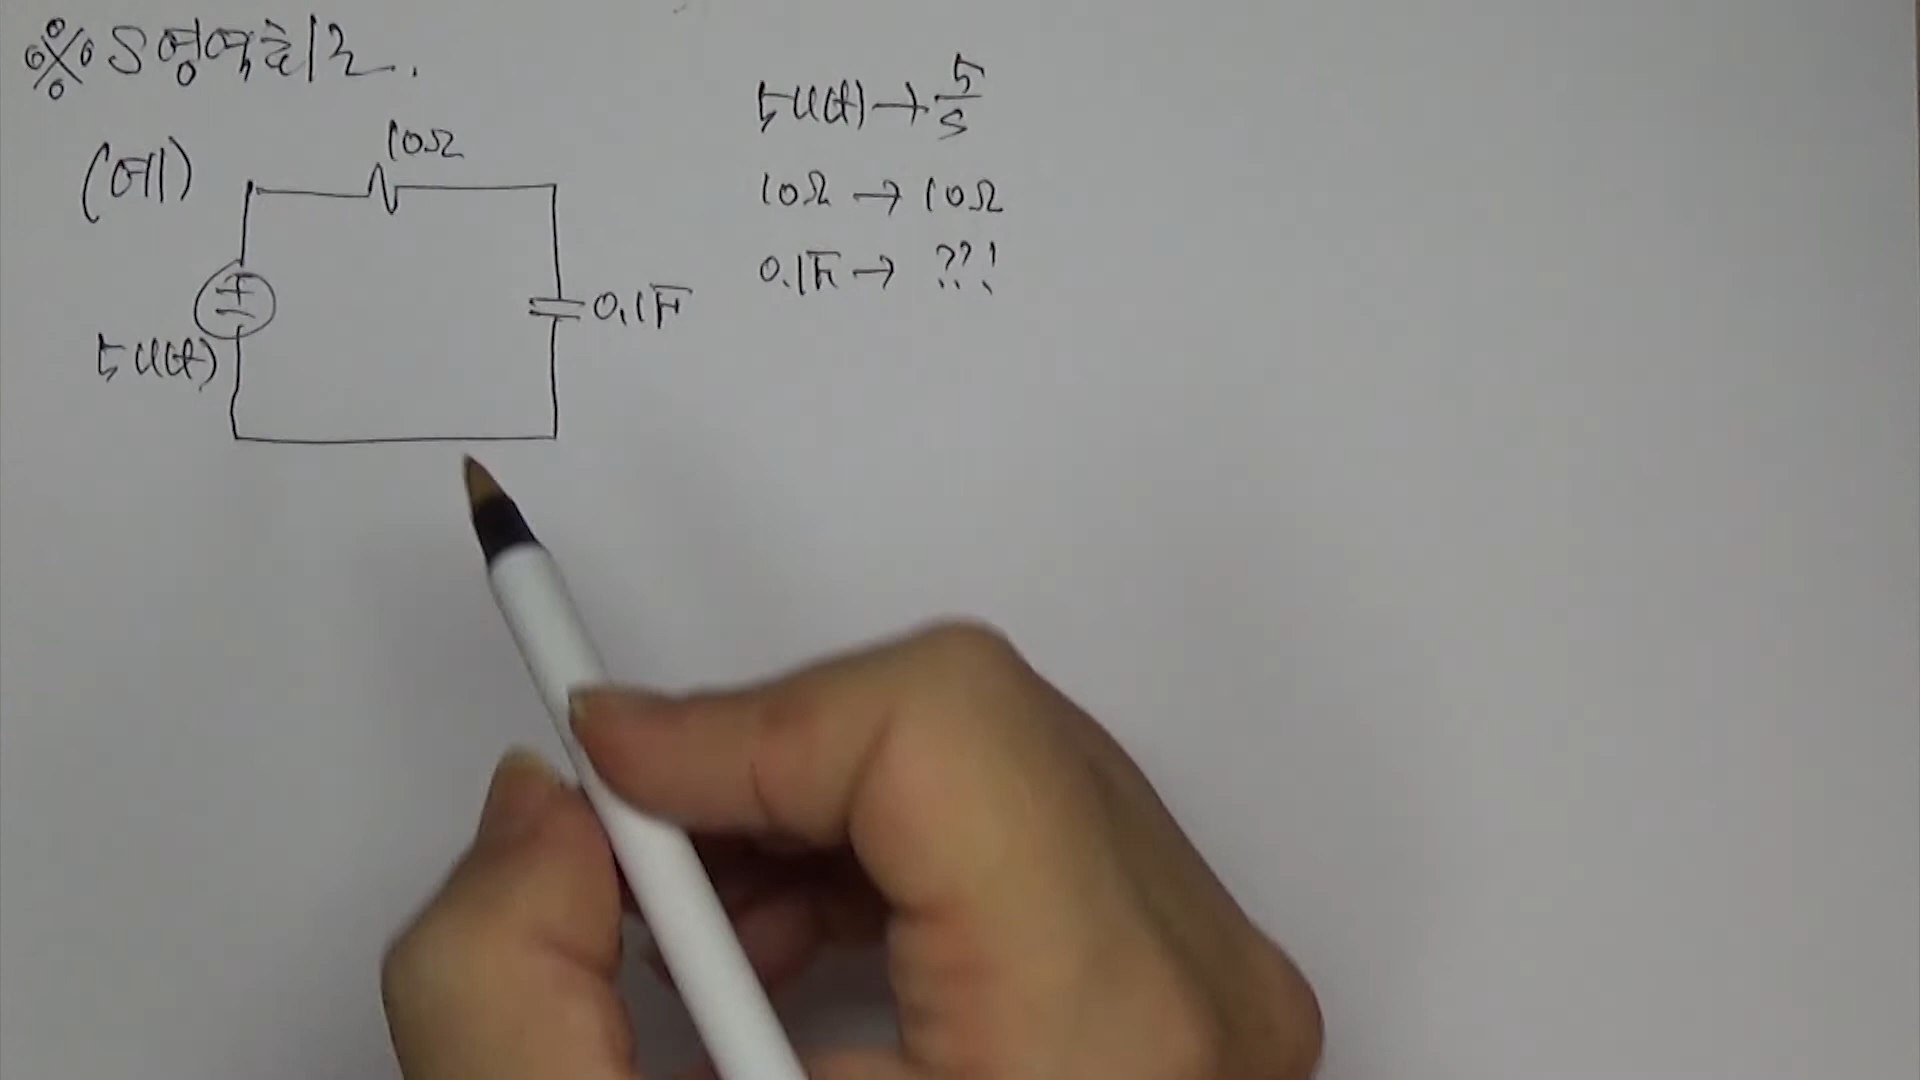 ※ S영역회로.
(예)
10Ω
0.1F
5u(t)
5u(t) → 5/s
10Ω → 10Ω
0.1F → ??!